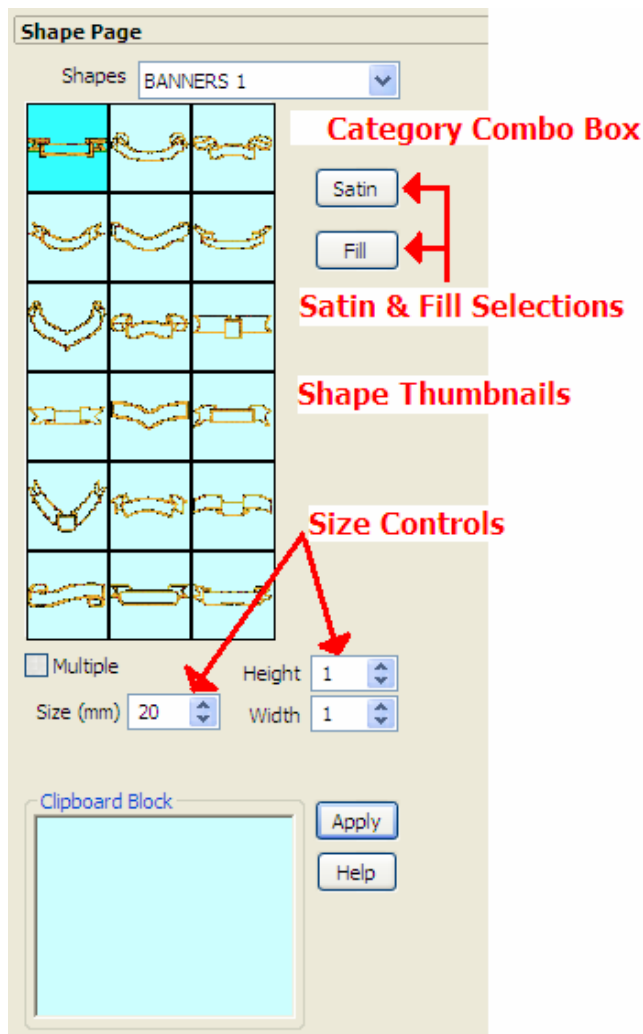 Shape Page
Shapes BANNERS 1
Category Combo Box
Satin
Fill
Satin & Fill Selections
Shape Thumbnails
Size Controls
Multiple
Height 1
Size (mm) 20
Width 1
Clipboard Block
Apply
Help